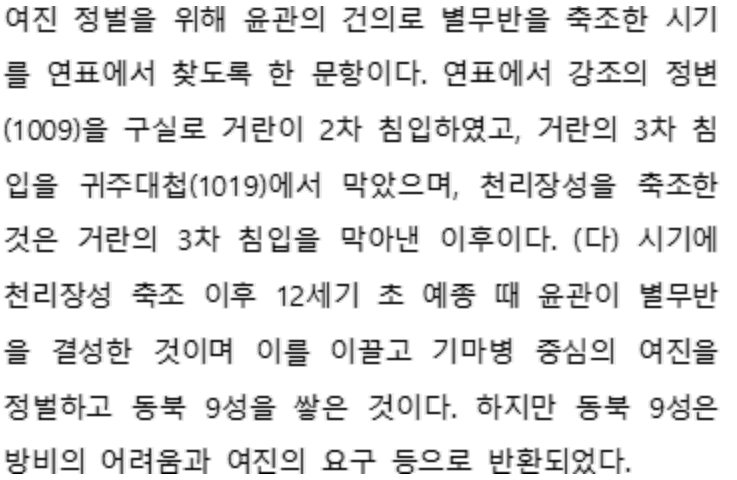 여진 정벌을 위해 윤관의 건의로 별무반을 축조한 시기
를 연표에서 찾도록 한 문항이다. 연표에서 강조의 정변
(1009)을 구실로 거란이 2차 침입하였고, 거란의 3차 침
입을 귀주대첩(1019)에서 막았으며, 천리장성을 축조한
것은 거란의 3차 침입을 막아낸 이후이다. (다) 시기에
천리장성 축조 이후 12세기 초 예종 때 윤관이 별무반
을 결성한 것이며 이를 이끌고 기마병 중심의 여진을
정벌하고 동북 9성을 쌓은 것이다. 하지만 동북 9성은
방비의 어려움과 여진의 요구 등으로 반환되었다.